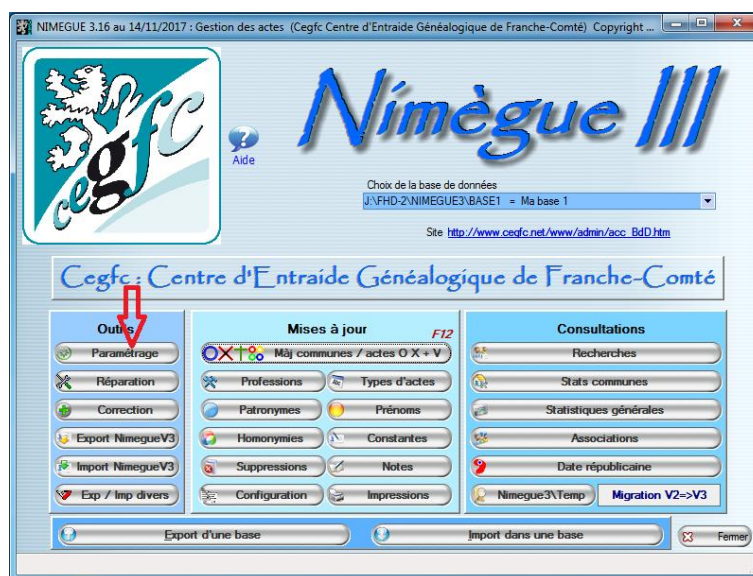 NIMEGUE 3.16 au 14/11/2017 : Gestion des actes (Cegfc Centre d'Entraide Généalogique de Franche-Comté) Copyright ...
cegfc
Aide
Nimègue III
Choix de la base de données
J:\FHD-2\NIMEGUE3\BASE1 = Ma base 1
Site http://www.cegfc.net/www/admin/acc_BdD.htm
Cegfc : Centre d'Entraide Généalogique de Franche-Comté
Outils
Mises à jour
F12
Consultations
Paramétrage
Màj communes / actes O X + V
Recherches
Réparation
Professions
Types d'actes
Stats communes
Correction
Patronymes
Prénoms
Statistiques générales
Export NimegueV3
Homonymies
Constantes
Associations
Import NimegueV3
Suppressions
Notes
Date républicaine
Exp / Imp divers
Configuration
Impressions
Nimegue3\Temp
Migration V2=>V3
Export d'une base
Import dans une base
Fermer